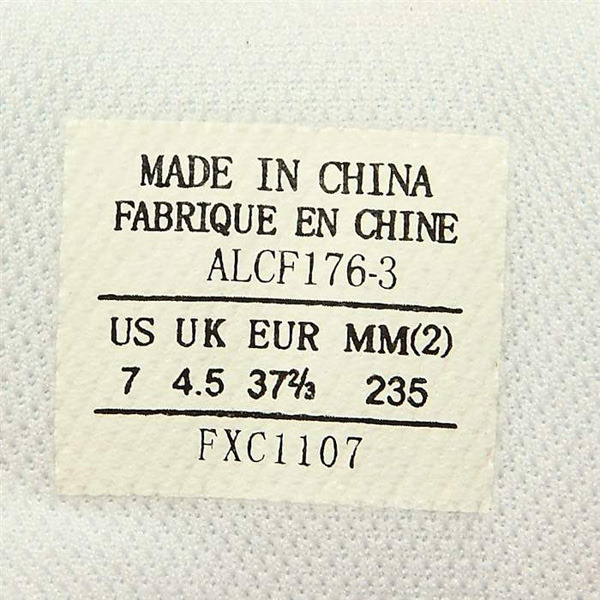 MADE IN CHINA
FABRIQUE EN CHINE
ALCF176-3
US UK EUR MM(2)
7 4.5 37⅔ 235
FXC1107